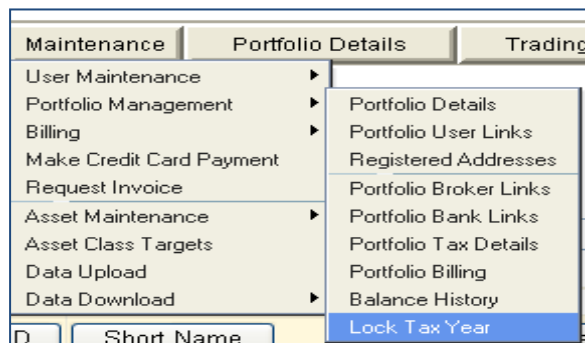 Maintenance
Portfolio Details
Trading
User Maintenance
Portfolio Management
Billing
Make Credit Card Payment
Request Invoice
Asset Maintenance
Asset Class Targets
Data Upload
Data Download
Portfolio Details
Portfolio User Links
Registered Addresses
Portfolio Broker Links
Portfolio Bank Links
Portfolio Tax Details
Portfolio Billing
Balance History
Lock Tax Year
D
Short Name